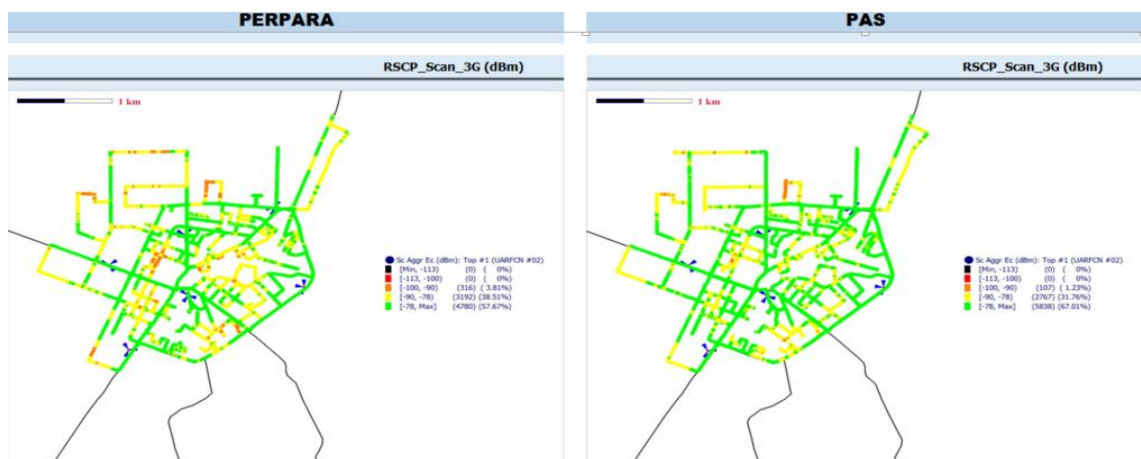 PERPARA
RSCP_Scan_3G (dBm)
1 km
Sc Aggr Ec (dBm): Top #1 (UARFCN #02)
[Min, -113) (0) ( 0%)
[-113, -100) (0) ( 0%)
[-100, -90) (316) ( 3.81%)
[-90, -78) (3192) (38.51%)
[-78, Max] (4780) (57.67%)
PAS
RSCP_Scan_3G (dBm)
1 km
Sc Aggr Ec (dBm): Top #1 (UARFCN #02)
[Min, -113) (0) ( 0%)
[-113, -100) (0) ( 0%)
[-100, -90) (107) ( 1.23%)
[-90, -78) (2767) (31.76%)
[-78, Max] (5838) (67.01%)